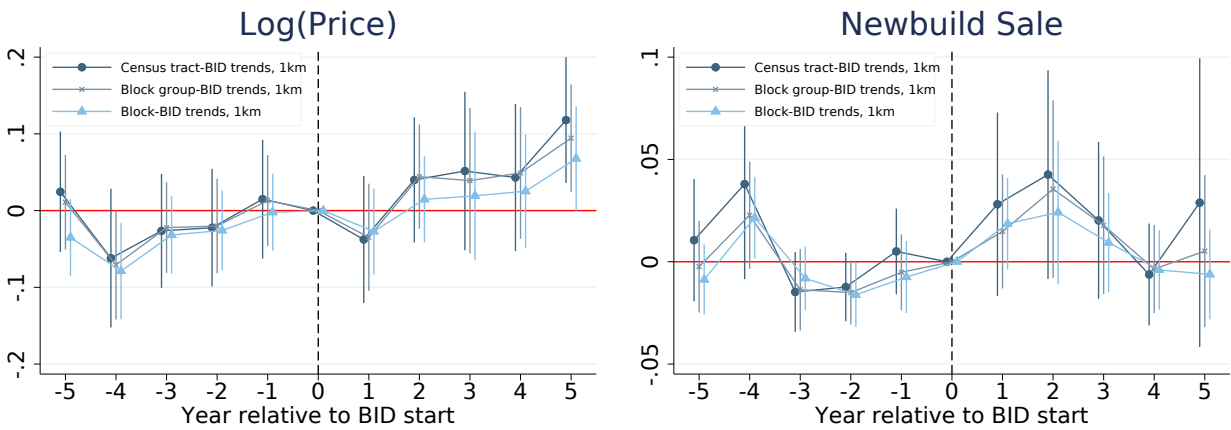 Log(Price)
.2
.1
0
-.1
-.2
Census tract-BID trends, 1km
Block group-BID trends, 1km
Block-BID trends, 1km
-5 -4 -3 -2 -1 0 1 2 3 4 5
Year relative to BID start
Newbuild Sale
.1
.05
0
-.05
Census tract-BID trends, 1km
Block group-BID trends, 1km
Block-BID trends, 1km
-5 -4 -3 -2 -1 0 1 2 3 4 5
Year relative to BID start